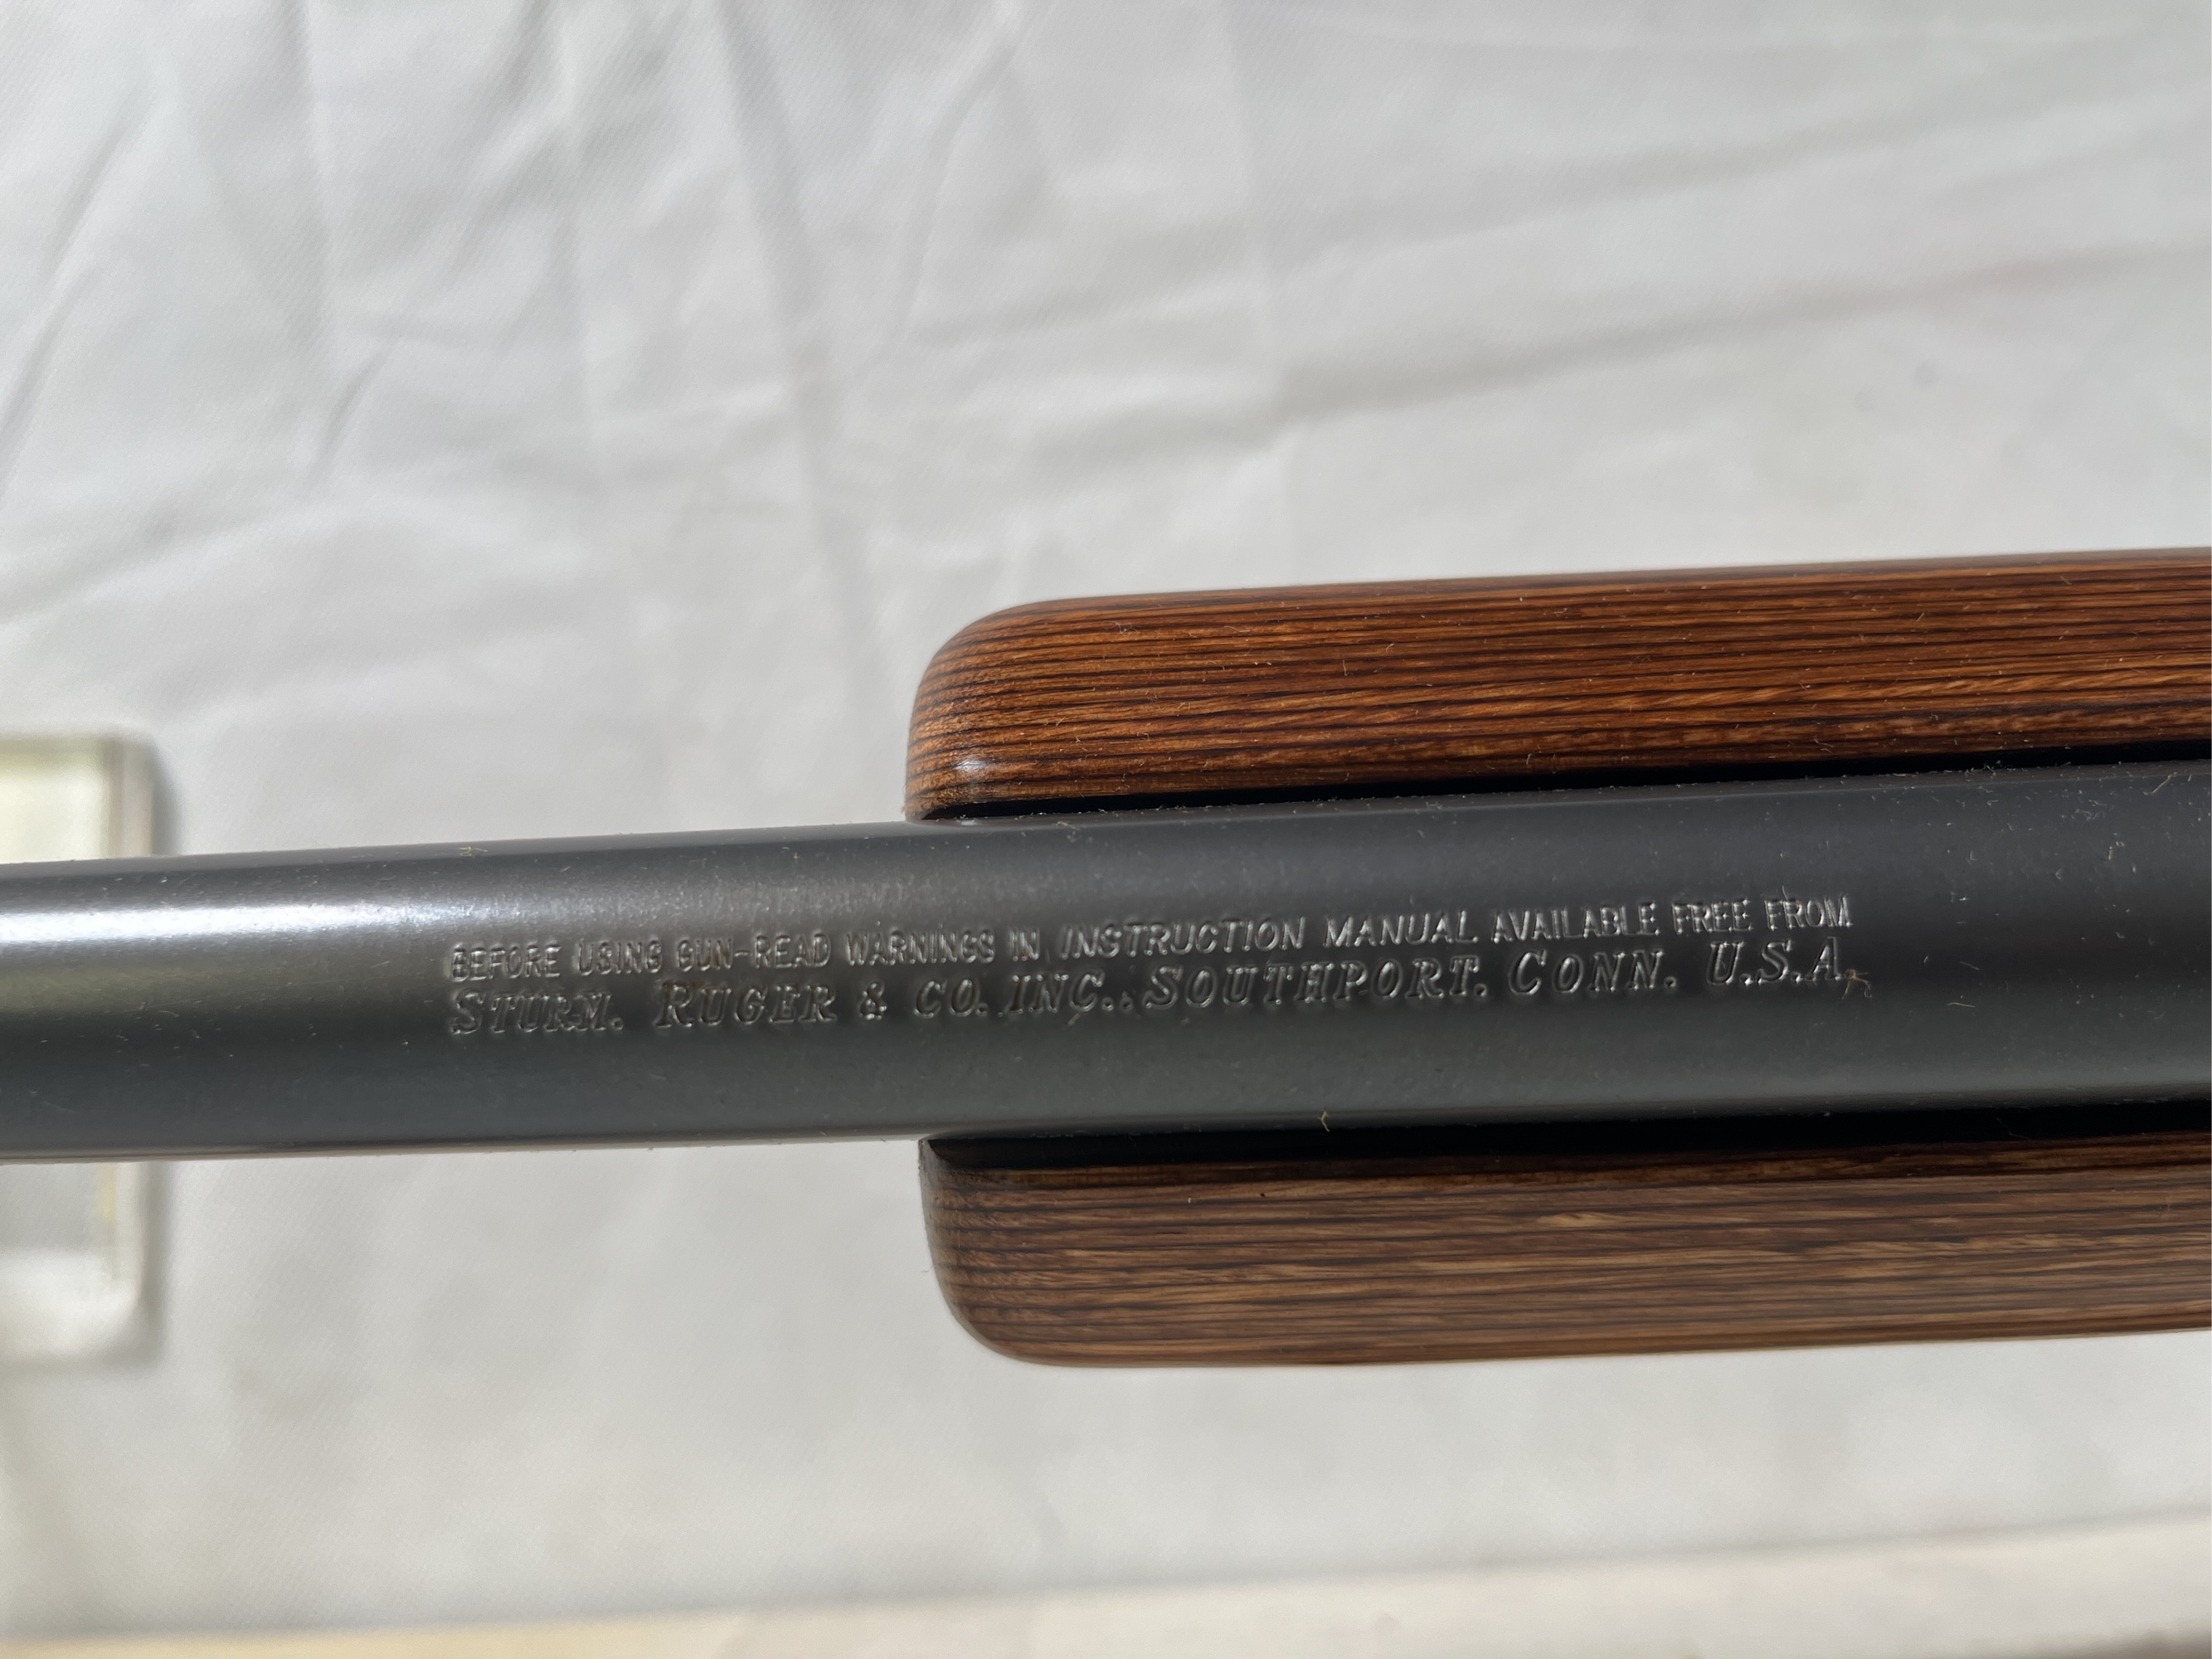 BEFORE USING GUN-READ WARNINGS IN INSTRUCTION MANUAL AVAILABLE FREE FROM
STURM. RUGER & CO. INC., SOUTHPORT. CONN. U.S.A.